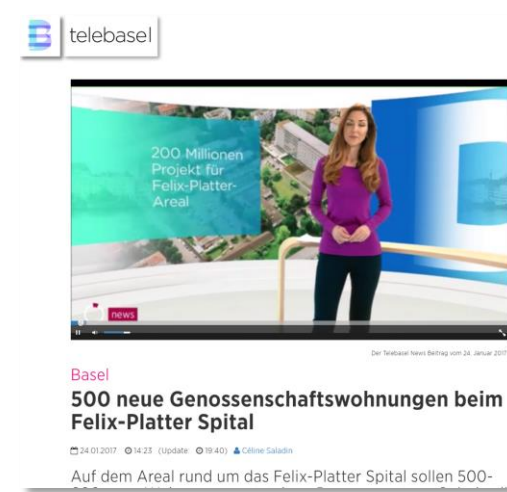 telebasel
200 Millionen
Projekt für
Felix-Platter-
Areal
news
Der Telebasel News Beitrag vom 24. Januar 2017
Basel
500 neue Genossenschaftswohnungen beim
Felix-Platter Spital
24.01.2017 14:23 (Update 19:40) Céline Saladin
Auf dem Areal rund um das Felix-Platter Spital sollen 500-